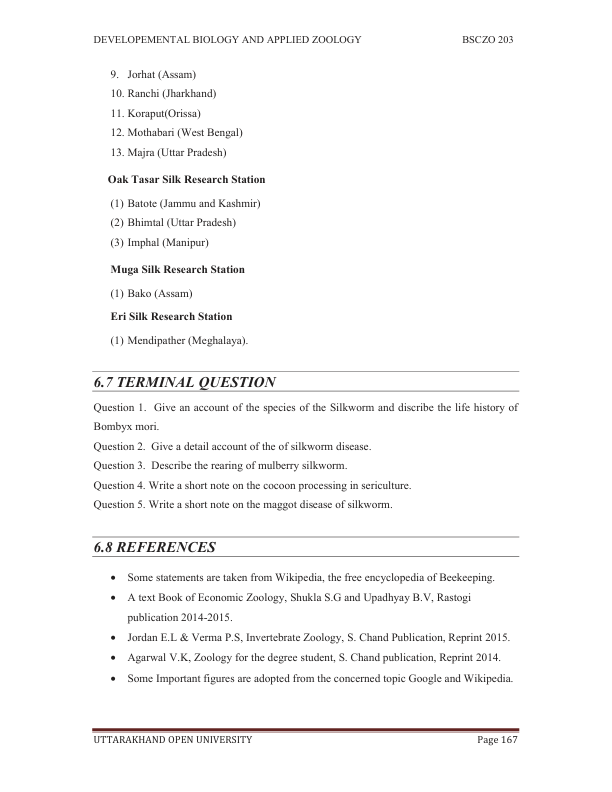 DEVELOPEMENTAL BIOLOGY AND APPLIED ZOOLOGY BSCZO 203
9. Jorhat (Assam)
10. Ranchi (Jharkhand)
11. Koraput(Orissa)
12. Mothabari (West Bengal)
13. Majra (Uttar Pradesh)
Oak Tasar Silk Research Station
(1) Batote (Jammu and Kashmir)
(2) Bhimtal (Uttar Pradesh)
(3) Imphal (Manipur)
Muga Silk Research Station
(1) Bako (Assam)
Eri Silk Research Station
(1) Mendipather (Meghalaya).
6.7 TERMINAL QUESTION
Question 1. Give an account of the species of the Silkworm and discribe the life history of
Bombyx mori.
Question 2. Give a detail account of the of silkworm disease.
Question 3. Describe the rearing of mulberry silkworm.
Question 4. Write a short note on the cocoon processing in sericulture.
Question 5. Write a short note on the maggot disease of silkworm.
6.8 REFERENCES
• Some statements are taken from Wikipedia, the free encyclopedia of Beekeeping.
• A text Book of Economic Zoology, Shukla S.G and Upadhyay B.V, Rastogi
publication 2014-2015.
• Jordan E.L & Verma P.S, Invertebrate Zoology, S. Chand Publication, Reprint 2015.
• Agarwal V.K, Zoology for the degree student, S. Chand publication, Reprint 2014.
• Some Important figures are adopted from the concerned topic Google and Wikipedia.
UTTARAKHAND OPEN UNIVERSITY Page 167